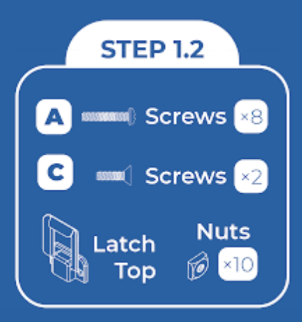 STEP 1.2
A Screws ×8
C Screws ×2
Latch Top
Nuts ×10